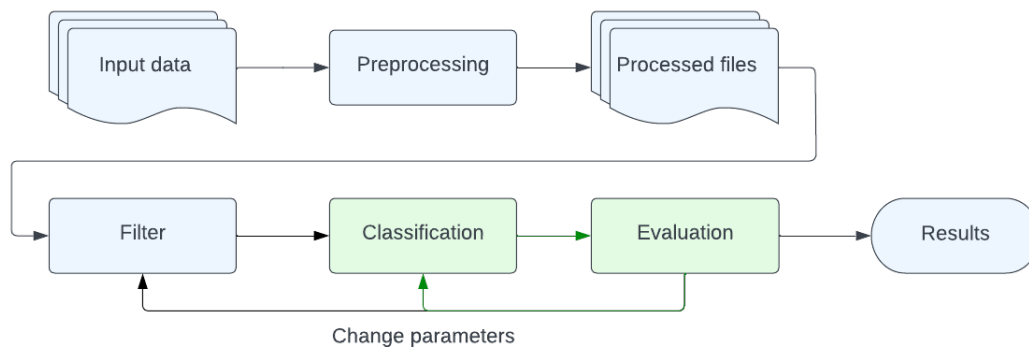 Input data
Preprocessing
Processed files
Filter
Classification
Evaluation
Results
Change parameters